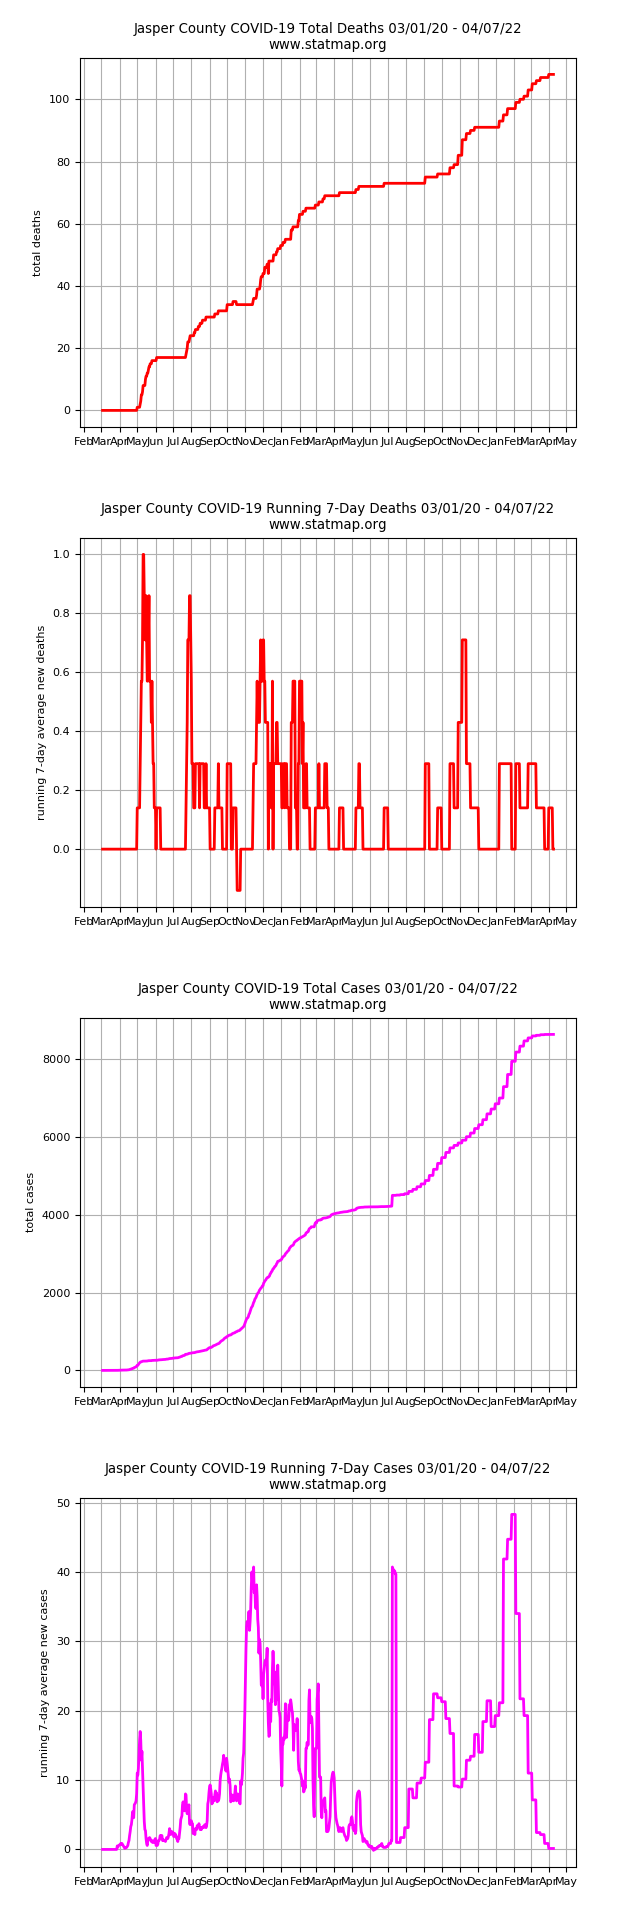 Jasper County COVID-19 Total Deaths 03/01/20 - 04/07/22
www.statmap.org
total deaths
100
80
60
40
20
0
Feb Mar Apr May Jun Jul Aug Sep Oct Nov Dec Jan Feb Mar Apr May Jun Jul Aug Sep Oct Nov Dec Jan Feb Mar Apr May
Jasper County COVID-19 Running 7-Day Deaths 03/01/20 - 04/07/22
www.statmap.org
running 7-day average new deaths
1.0
0.8
0.6
0.4
0.2
0.0
Feb Mar Apr May Jun Jul Aug Sep Oct Nov Dec Jan Feb Mar Apr May Jun Jul Aug Sep Oct Nov Dec Jan Feb Mar Apr May
Jasper County COVID-19 Total Cases 03/01/20 - 04/07/22
www.statmap.org
total cases
8000
6000
4000
2000
0
Feb Mar Apr May Jun Jul Aug Sep Oct Nov Dec Jan Feb Mar Apr May Jun Jul Aug Sep Oct Nov Dec Jan Feb Mar Apr May
Jasper County COVID-19 Running 7-Day Cases 03/01/20 - 04/07/22
www.statmap.org
running 7-day average new cases
50
40
30
20
10
0
Feb Mar Apr May Jun Jul Aug Sep Oct Nov Dec Jan Feb Mar Apr May Jun Jul Aug Sep Oct Nov Dec Jan Feb Mar Apr May